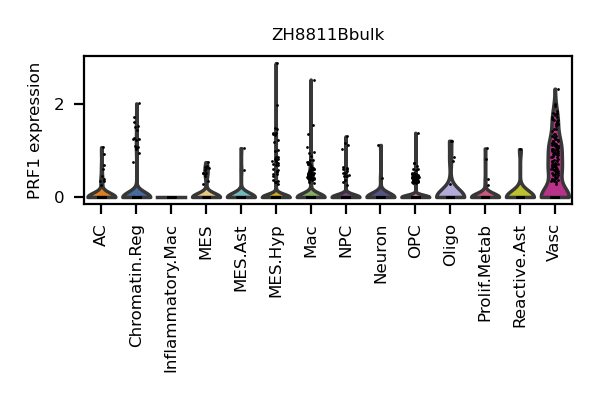 ZH8811Bbulk
PRF1 expression
2
0
AC
Chromatin.Reg
Inflammatory.Mac
MES
MES.Ast
MES.Hyp
Mac
NPC
Neuron
OPC
Oligo
Prolif.Metab
Reactive.Ast
Vasc